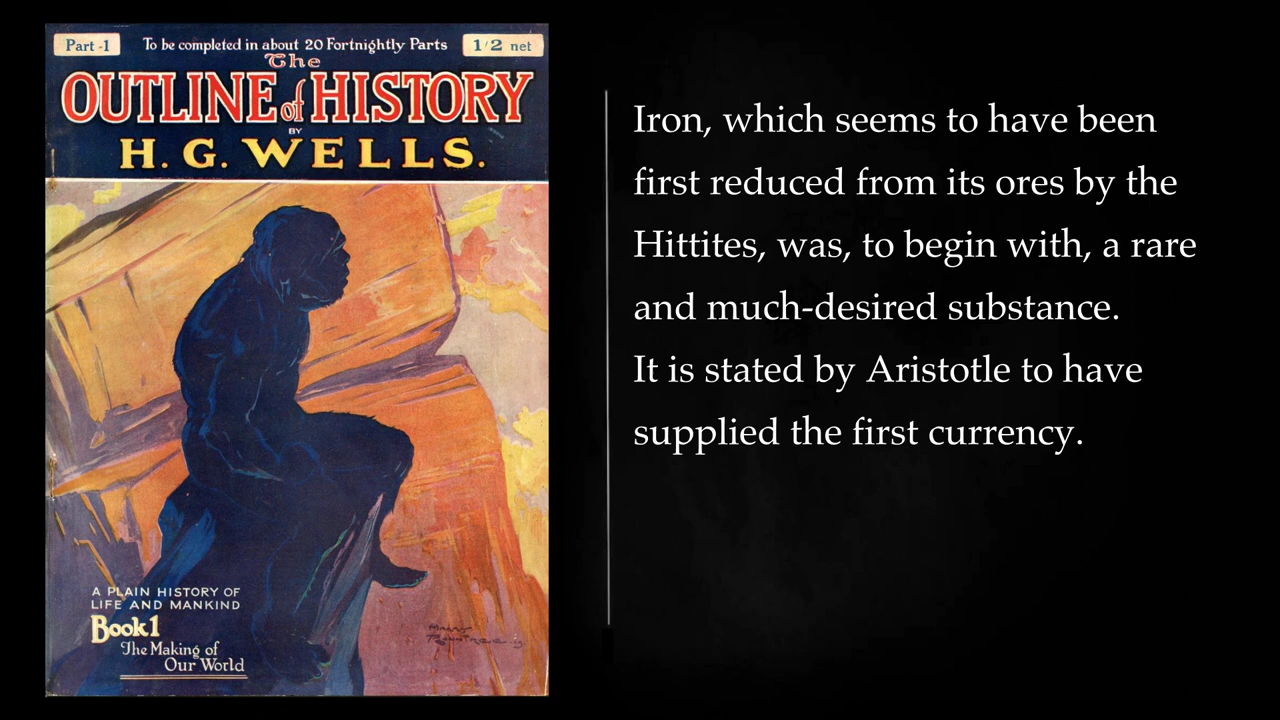 Part -1
To be completed in about 20 Fortnightly Parts
1/2 net
The
OUTLINE of HISTORY
BY
H. G. WELLS.
A PLAIN HISTORY OF
LIFE AND MANKIND
Book 1
The Making of
Our World
Iron, which seems to have been
first reduced from its ores by the
Hittites, was, to begin with, a rare
and much-desired substance.
It is stated by Aristotle to have
supplied the first currency.